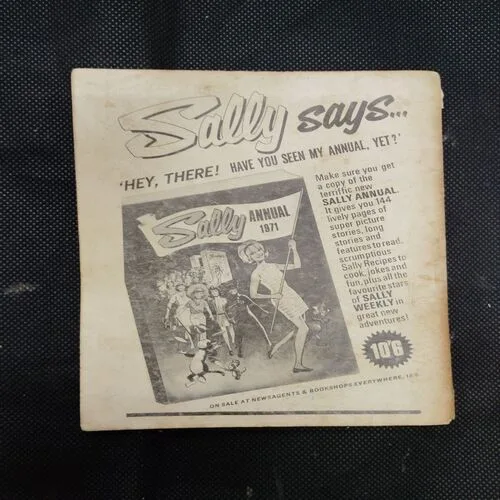 Sally says...
'HEY, THERE! HAVE YOU SEEN MY ANNUAL, YET?'
Sally ANNUAL
1971
Make sure you get
a copy of the
terrific new
SALLY ANNUAL.
It gives you 144
lively pages of
super picture
stories, long
stories and
features to read,
scrumptious
Sally Recipes to
cook, jokes and
fun, plus all the
favourite stars
of SALLY
WEEKLY in
great new
adventures!
10'6
ON SALE AT NEWSAGENTS & BOOKSHOPS EVERYWHERE,